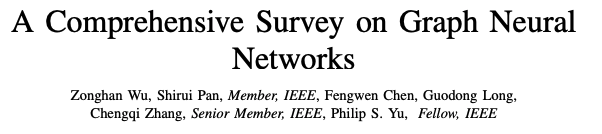 A Comprehensive Survey on Graph Neural
Networks
Zonghan Wu, Shirui Pan, Member, IEEE, Fengwen Chen, Guodong Long,
Chengqi Zhang, Senior Member, IEEE, Philip S. Yu, Fellow, IEEE